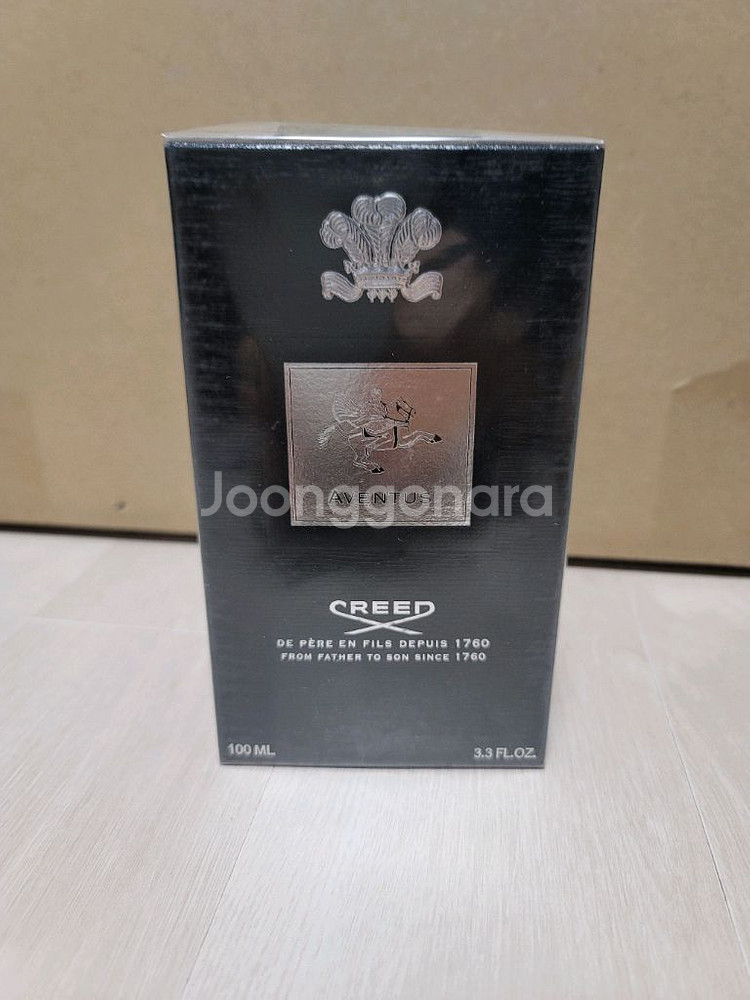 AVENTUS
Joonggonara
CREED
DE PÈRE EN FILS DEPUIS 1760
FROM FATHER TO SON SINCE 1760
100 ML
3.3 FL.OZ.